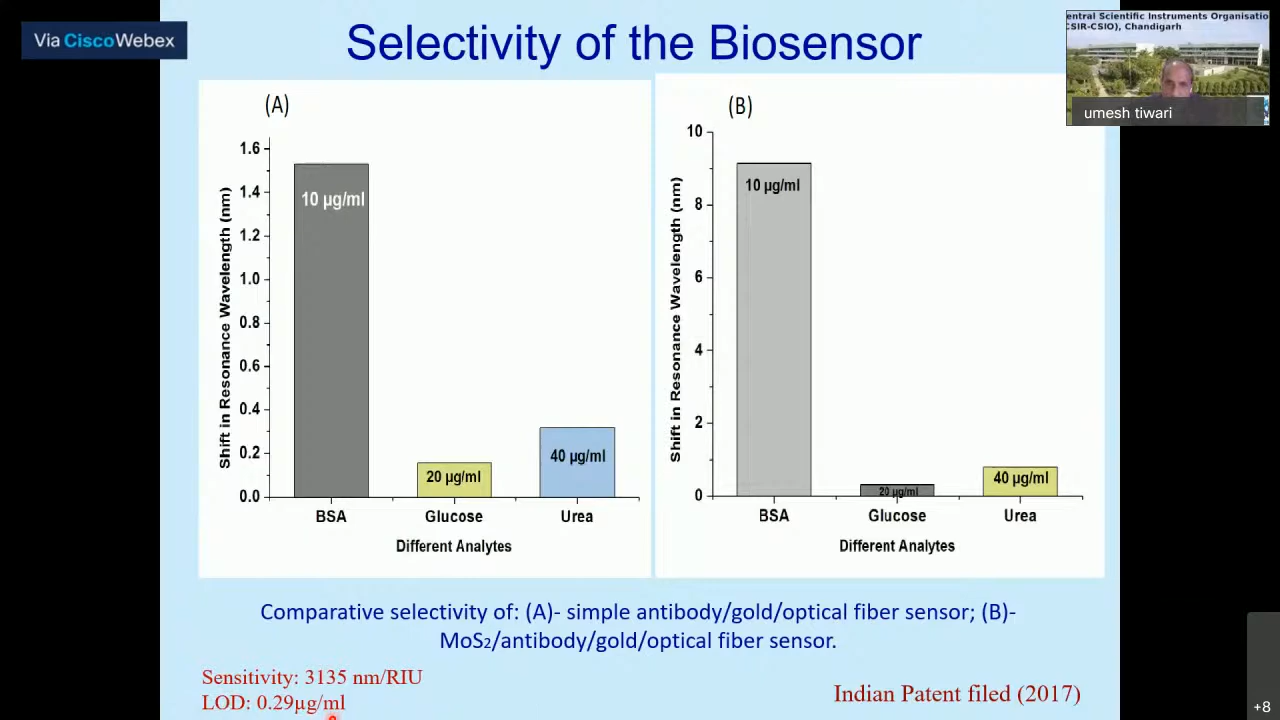 Via CiscoWebex
Selectivity of the Biosensor
entral Scientific Instruments Organisatio
CSIR-CSIO), Chandigarh
umesh tiwari
(A)
Shift in Resonance Wavelength (nm)
1.6
1.4
1.2
1.0
0.8
0.6
0.4
0.2
0.0
10 µg/ml
20 µg/ml
40 µg/ml
BSA Glucose Urea
Different Analytes
(B)
Shift in Resonance Wavelength (nm)
10
8
6
4
2
0
10 µg/ml
20 µg/ml
40 µg/ml
BSA Glucose Urea
Different Analytes
Comparative selectivity of: (A)- simple antibody/gold/optical fiber sensor; (B)-
MoS₂/antibody/gold/optical fiber sensor.
Sensitivity: 3135 nm/RIU
LOD: 0.29µg/ml
Indian Patent filed (2017)
+8